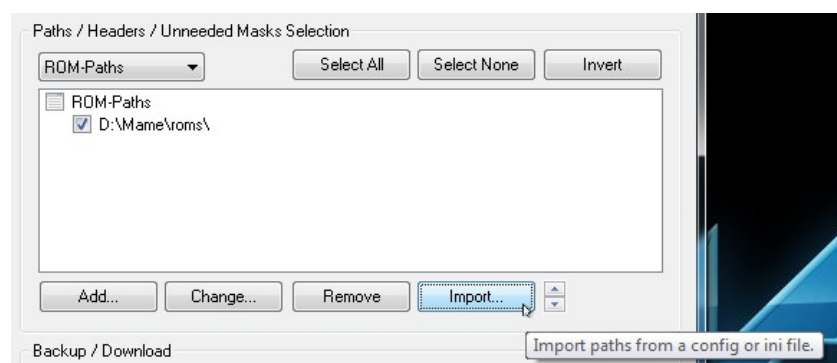 Paths / Headers / Unneeded Masks Selection
ROM-Paths Select All Select None Invert
ROM-Paths
D:\Mame\roms\
Add... Change... Remove Import...
Import paths from a config or ini file.
Backup / Download